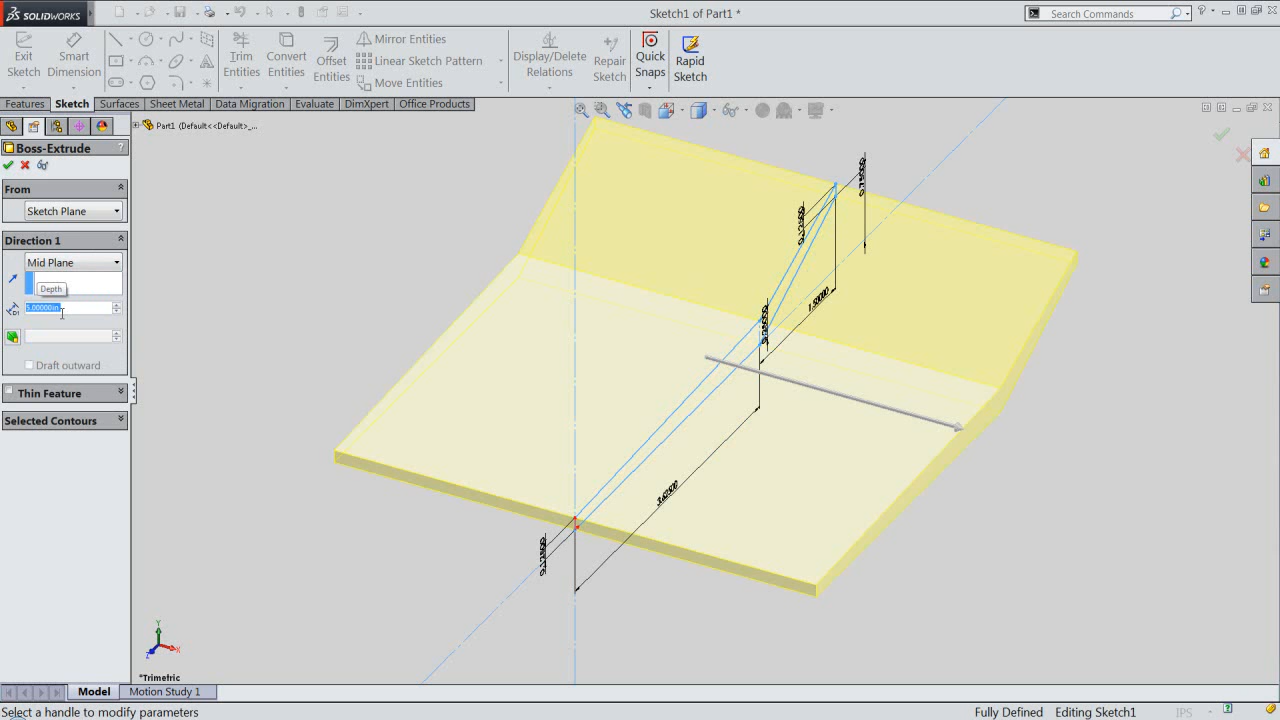 SOLIDWORKS
Sketch1 of Part1 *
Search Commands
Exit Sketch
Smart Dimension
Trim Entities
Convert Entities
Offset Entities
Mirror Entities
Linear Sketch Pattern
Move Entities
Display/Delete Relations
Repair Sketch
Quick Snaps
Rapid Sketch
Features
Sketch
Surfaces
Sheet Metal
Data Migration
Evaluate
DimXpert
Office Products
Part1 (Default<<Default>_...
Boss-Extrude
?
From
Sketch Plane
Direction 1
Mid Plane
Depth
Draft outward
Thin Feature
Selected Contours
1.50000
3.62500
Y
X
Z
*Trimetric
Model
Motion Study 1
Select a handle to modify parameters
Fully Defined
Editing Sketch1
IPS